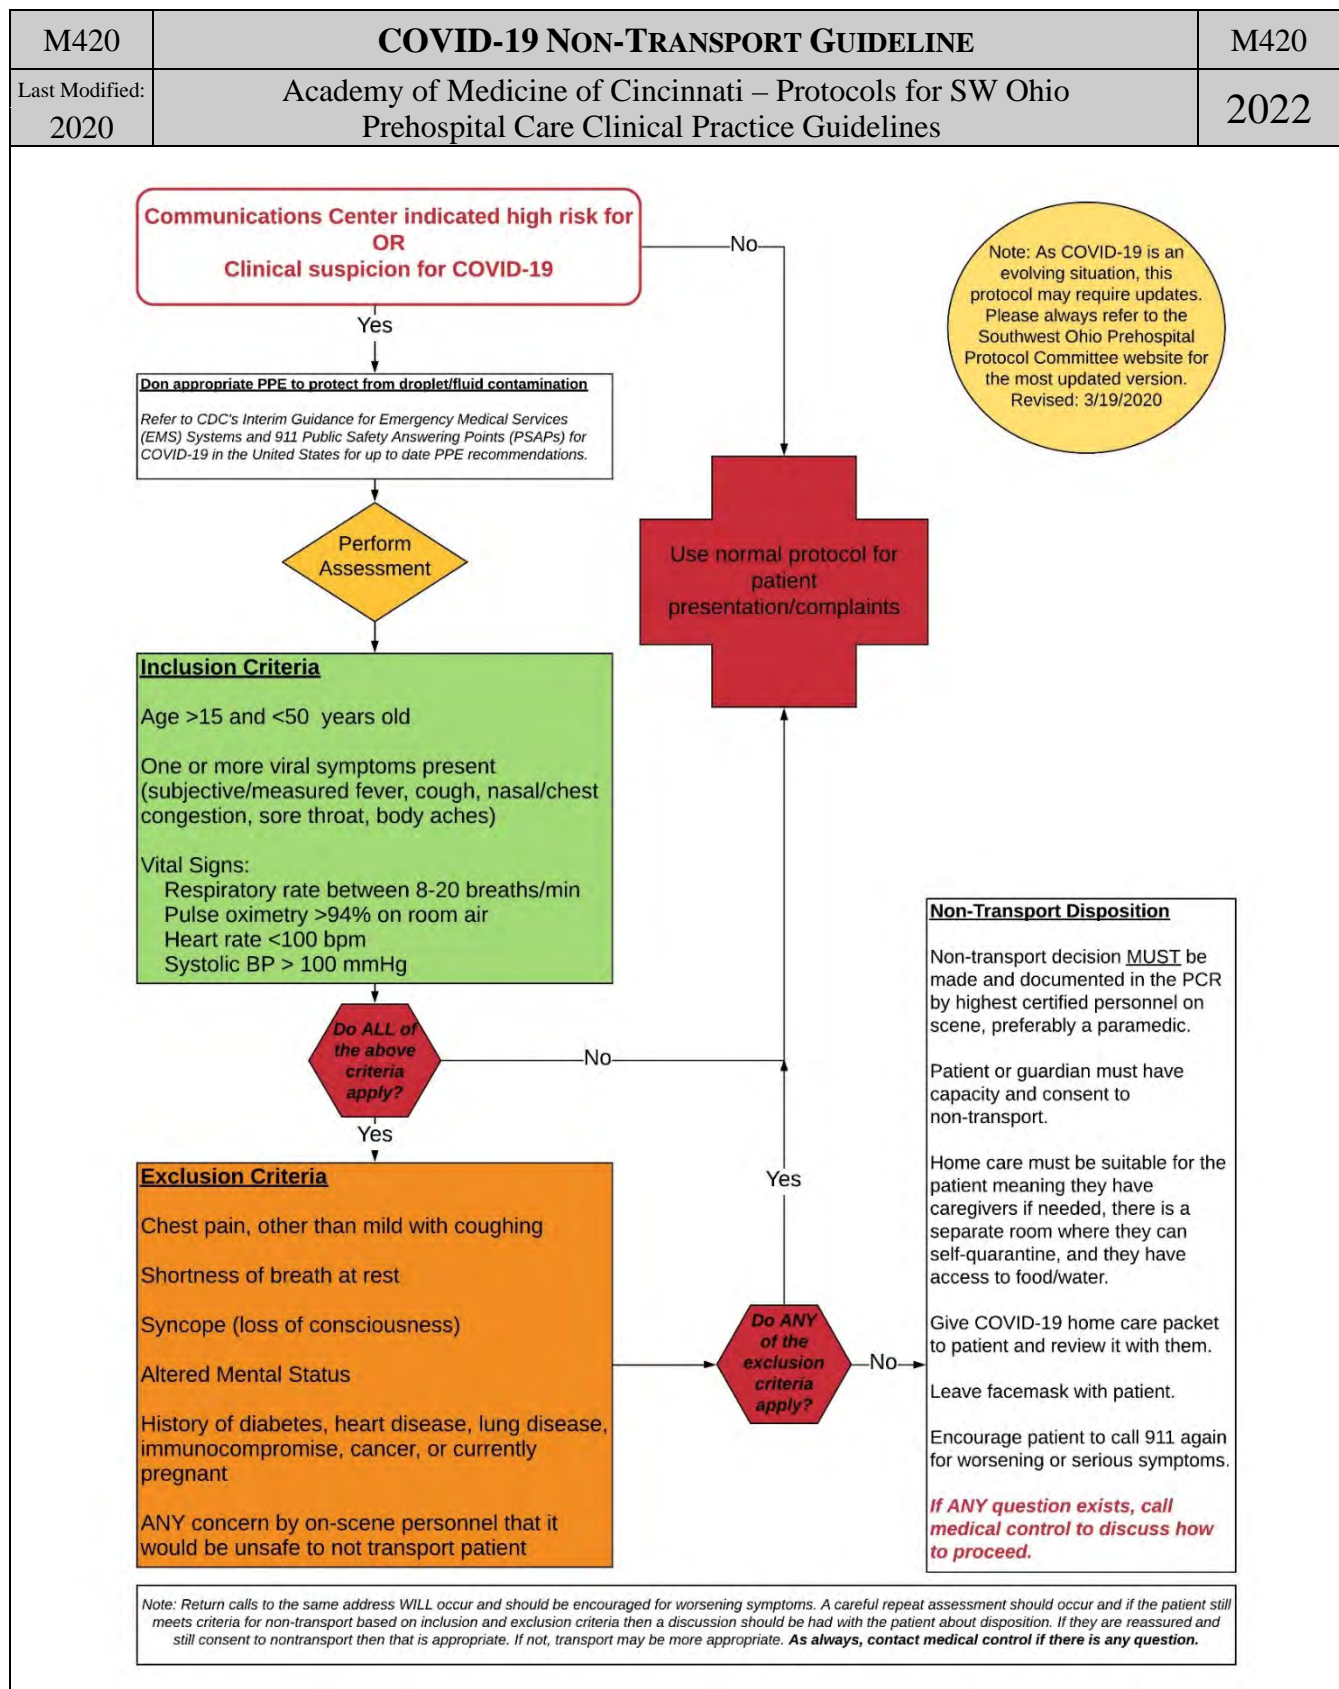 M420
COVID-19 NON-TRANSPORT GUIDELINE
M420
Last Modified:
2020
Academy of Medicine of Cincinnati – Protocols for SW Ohio
Prehospital Care Clinical Practice Guidelines
2022
Communications Center indicated high risk for
OR
Clinical suspicion for COVID-19
No
Note: As COVID-19 is an
evolving situation, this
protocol may require updates.
Please always refer to the
Southwest Ohio Prehospital
Protocol Committee website for
the most updated version.
Revised: 3/19/2020
Yes
Don appropriate PPE to protect from droplet/fluid contamination
Refer to CDC's Interim Guidance for Emergency Medical Services
(EMS) Systems and 911 Public Safety Answering Points (PSAPs) for
COVID-19 in the United States for up to date PPE recommendations.
Perform
Assessment
Use normal protocol for
patient
presentation/complaints
Inclusion Criteria
Age >15 and <50 years old
One or more viral symptoms present
(subjective/measured fever, cough, nasal/chest
congestion, sore throat, body aches)
Vital Signs:
Respiratory rate between 8-20 breaths/min
Pulse oximetry >94% on room air
Heart rate <100 bpm
Systolic BP > 100 mmHg
Do ALL of
the above
criteria
apply?
No
Yes
Exclusion Criteria
Chest pain, other than mild with coughing
Shortness of breath at rest
Syncope (loss of consciousness)
Altered Mental Status
History of diabetes, heart disease, lung disease,
immunocompromise, cancer, or currently
pregnant
ANY concern by on-scene personnel that it
would be unsafe to not transport patient
Yes
Do ANY
of the
exclusion
criteria
apply?
No
Non-Transport Disposition
Non-transport decision MUST be
made and documented in the PCR
by highest certified personnel on
scene, preferably a paramedic.
Patient or guardian must have
capacity and consent to
non-transport.
Home care must be suitable for the
patient meaning they have
caregivers if needed, there is a
separate room where they can
self-quarantine, and they have
access to food/water.
Give COVID-19 home care packet
to patient and review it with them.
Leave facemask with patient.
Encourage patient to call 911 again
for worsening or serious symptoms.
If ANY question exists, call
medical control to discuss how
to proceed.
Note: Return calls to the same address WILL occur and should be encouraged for worsening symptoms. A careful repeat assessment should occur and if the patient still
meets criteria for non-transport based on inclusion and exclusion criteria then a discussion should be had with the patient about disposition. If they are reassured and
still consent to nontransport then that is appropriate. If not, transport may be more appropriate. As always, contact medical control if there is any question.